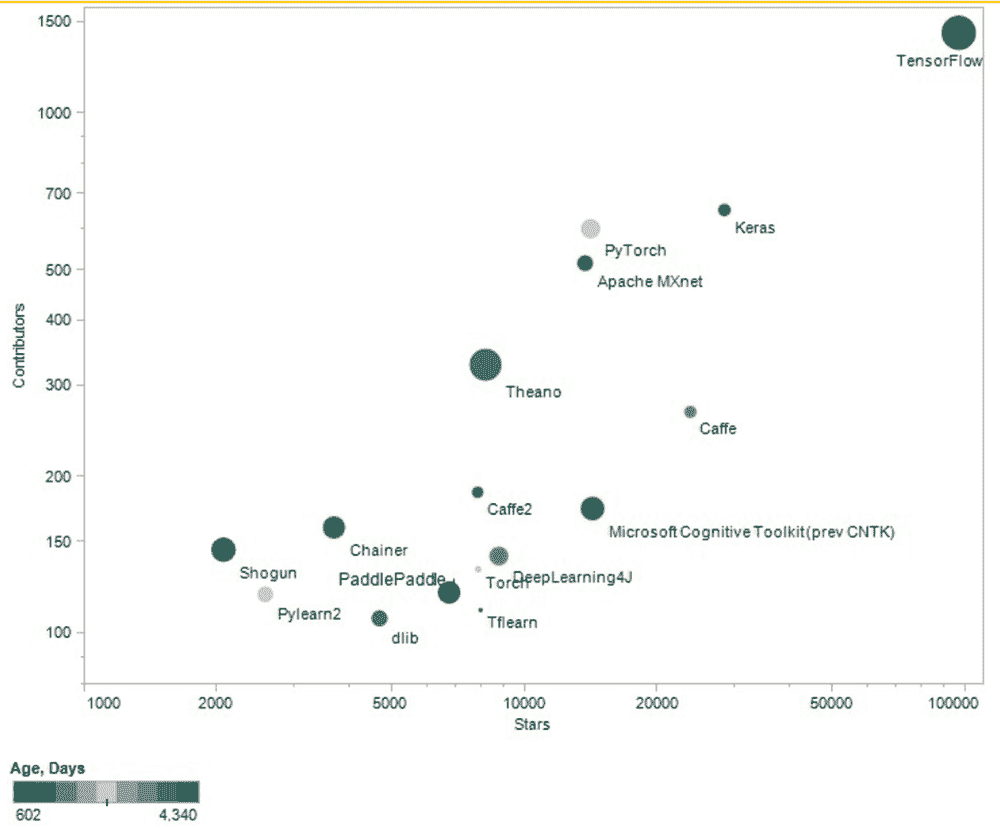 1500
TensorFlow
1000
700
Keras
PyTorch
500
Apache MXnet
400
Contributors
300
Theano
Caffe
200
Caffe2
Microsoft Cognitive Toolkit(prev CNTK)
150
Chainer
Shogun
PaddlePaddle
Torch
DeepLearning4J
Pylearn2
Tflearn
100
dlib
1000 2000 5000 10000 20000 50000 100000
Stars
Age, Days
602 4,340